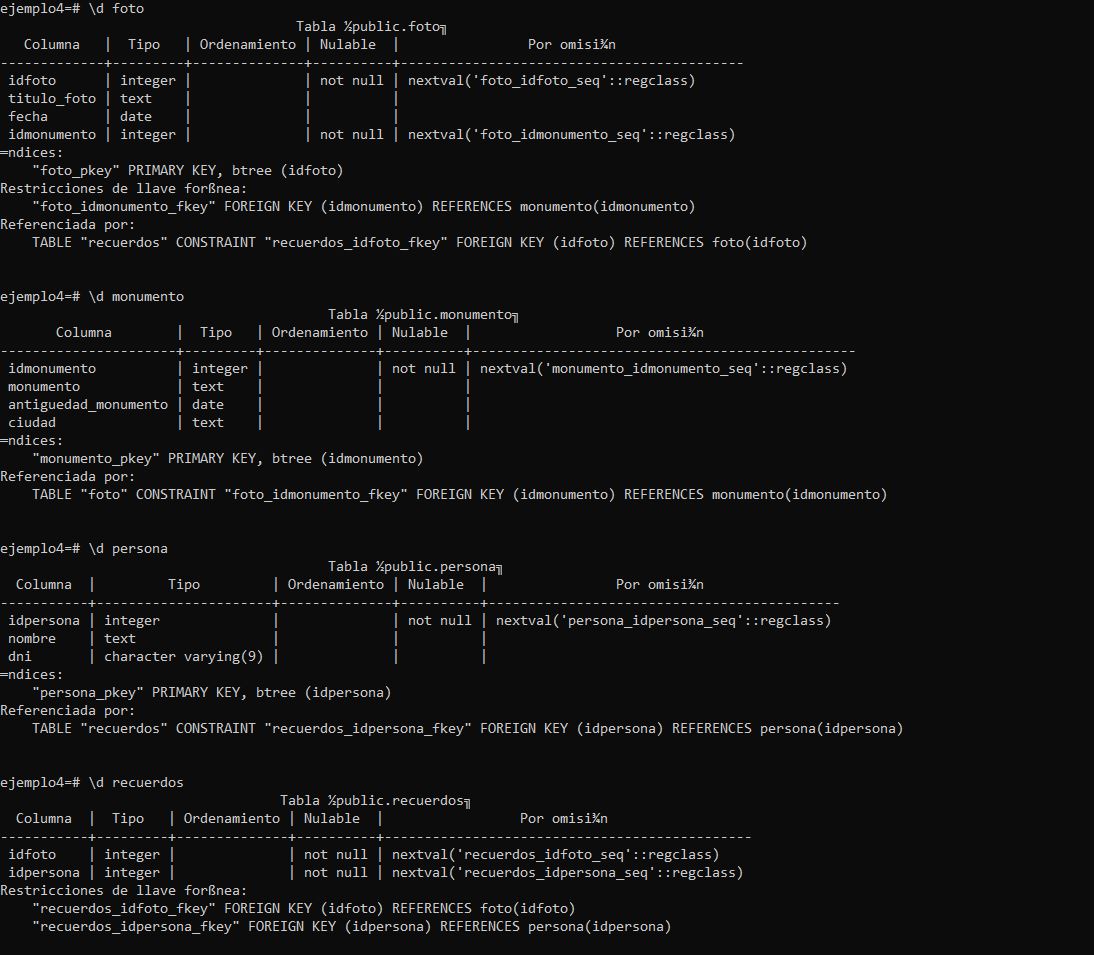 ejemplo4=# \d foto
                                     Tabla ½public.foto╗
   Columna   |  Tipo   | Ordenamiento | Nulable  |                Por omisi¾n
-------------+---------+--------------+----------+-------------------------------------------
 idfoto      | integer |              | not null | nextval('foto_idfoto_seq'::regclass)
 titulo_foto | text    |              |          |
 fecha       | date    |              |          |
 idmonumento | integer |              | not null | nextval('foto_idmonumento_seq'::regclass)
═ndices:
    "foto_pkey" PRIMARY KEY, btree (idfoto)
Restricciones de llave forßnea:
    "foto_idmonumento_fkey" FOREIGN KEY (idmonumento) REFERENCES monumento(idmonumento)
Referenciada por:
    TABLE "recuerdos" CONSTRAINT "recuerdos_idfoto_fkey" FOREIGN KEY (idfoto) REFERENCES foto(idfoto)
ejemplo4=# \d monumento
                                         Tabla ½public.monumento╗
       Columna        |  Tipo   | Ordenamiento | Nulable  |                  Por omisi¾n
----------------------+---------+--------------+----------+------------------------------------------------
 idmonumento          | integer |              | not null | nextval('monumento_idmonumento_seq'::regclass)
 monumento            | text    |              |          |
 antiguedad_monumento | date    |              |          |
 ciudad               | text    |              |          |
═ndices:
    "monumento_pkey" PRIMARY KEY, btree (idmonumento)
Referenciada por:
    TABLE "foto" CONSTRAINT "foto_idmonumento_fkey" FOREIGN KEY (idmonumento) REFERENCES monumento(idmonumento)
ejemplo4=# \d persona
                                         Tabla ½public.persona╗
  Columna  |         Tipo         | Ordenamiento | Nulable  |                Por omisi¾n
-----------+----------------------+--------------+----------+--------------------------------------------
 idpersona | integer              |              | not null | nextval('persona_idpersona_seq'::regclass)
 nombre    | text                 |              |          |
 dni       | character varying(9) |              |          |
═ndices:
    "persona_pkey" PRIMARY KEY, btree (idpersona)
Referenciada por:
    TABLE "recuerdos" CONSTRAINT "recuerdos_idpersona_fkey" FOREIGN KEY (idpersona) REFERENCES persona(idpersona)
ejemplo4=# \d recuerdos
                                   Tabla ½public.recuerdos╗
  Columna  |  Tipo   | Ordenamiento | Nulable  |                 Por omisi¾n
-----------+---------+--------------+----------+----------------------------------------------
 idfoto    | integer |              | not null | nextval('recuerdos_idfoto_seq'::regclass)
 idpersona | integer |              | not null | nextval('recuerdos_idpersona_seq'::regclass)
Restricciones de llave forßnea:
    "recuerdos_idfoto_fkey" FOREIGN KEY (idfoto) REFERENCES foto(idfoto)
    "recuerdos_idpersona_fkey" FOREIGN KEY (idpersona) REFERENCES persona(idpersona)